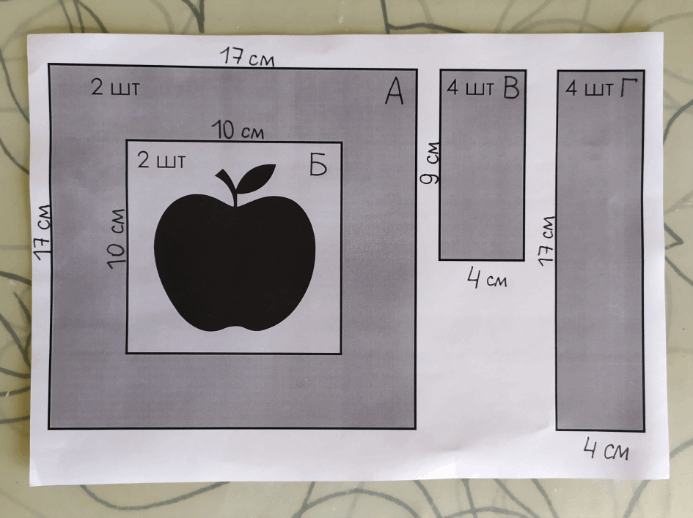 17 см
2 шт А
10 см
2 шт Б
10 см
17 см
4 шт В
9 см
4 см
4 шт Г
17 см
4 см